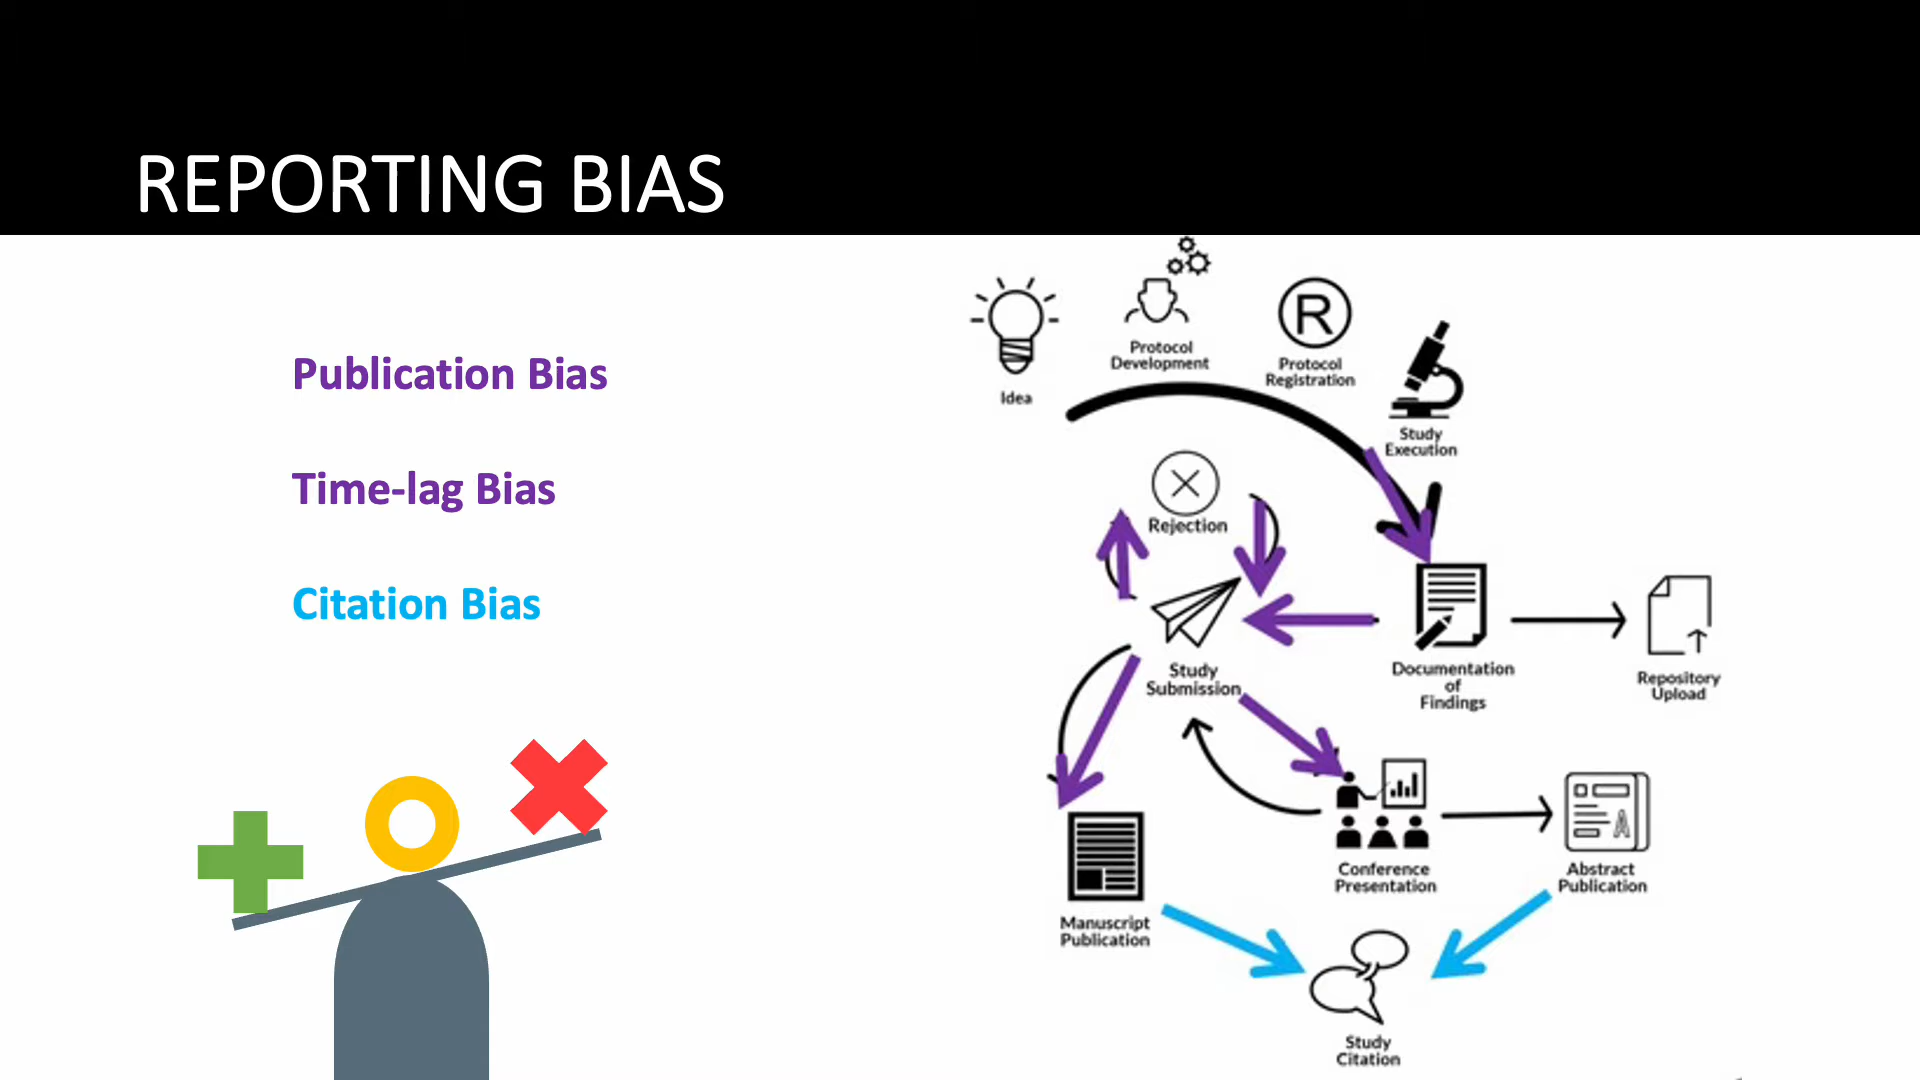 REPORTING BIAS
Publication Bias
Time-lag Bias
Citation Bias
Idea
Protocol
Development
R
Protocol
Registration
Study
Execution
Rejection
Study
Submission
Documentation
of
Findings
Repository
Upload
Conference
Presentation
A
Abstract
Publication
Manuscript
Publication
Study
Citation